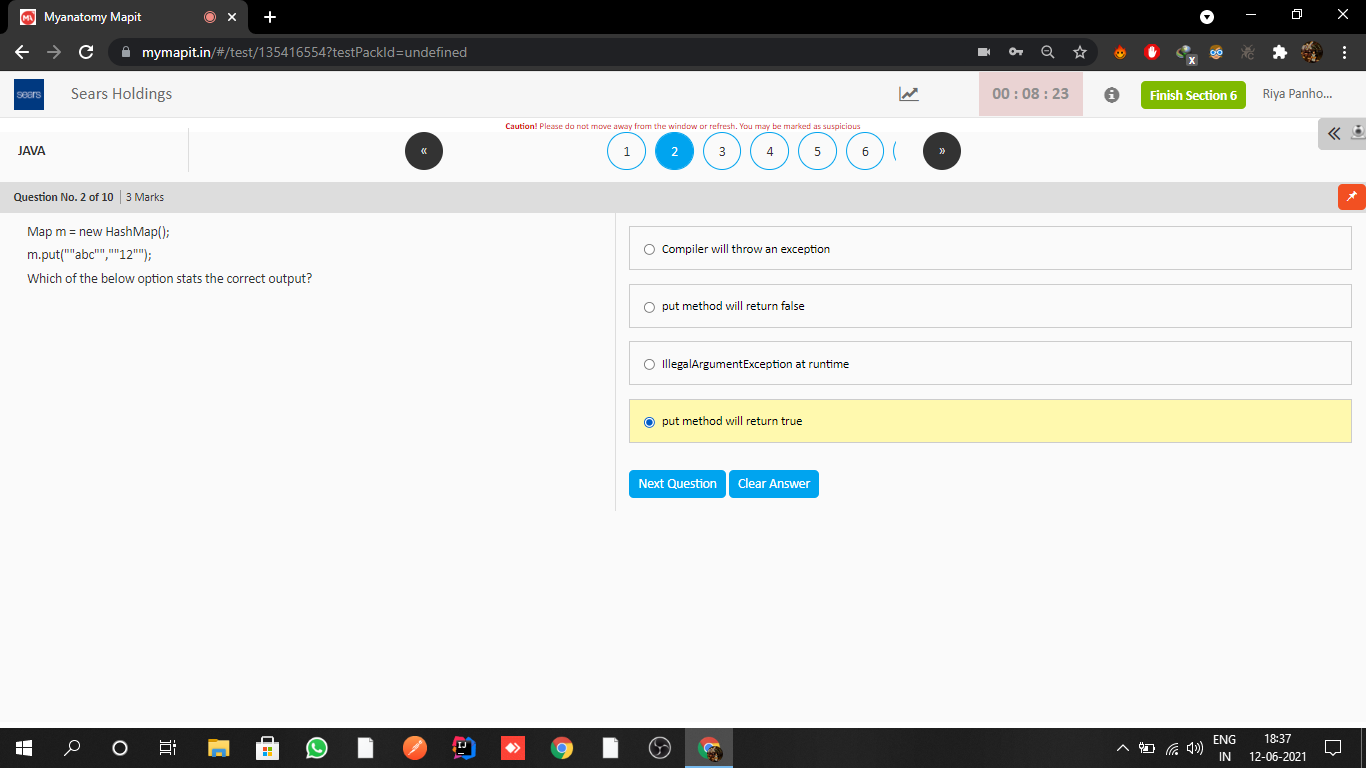 Myanatomy Mapit
mymapit.in/#/test/135416554?testPackId=undefined
sears
Sears Holdings
00 : 08 : 23
Finish Section 6
Riya Panho...
Caution! Please do not move away from the window or refresh, You may be marked as suspicious
JAVA
« 1 2 3 4 5 6 »
Question No. 2 of 10 3 Marks
Map m = new HashMap();
m.put(""abc"",""12"");
Which of the below option stats the correct output?
Compiler will throw an exception
put method will return false
IllegalArgumentException at runtime
put method will return true
Next Question Clear Answer
ENG
IN
18:37
12-06-2021